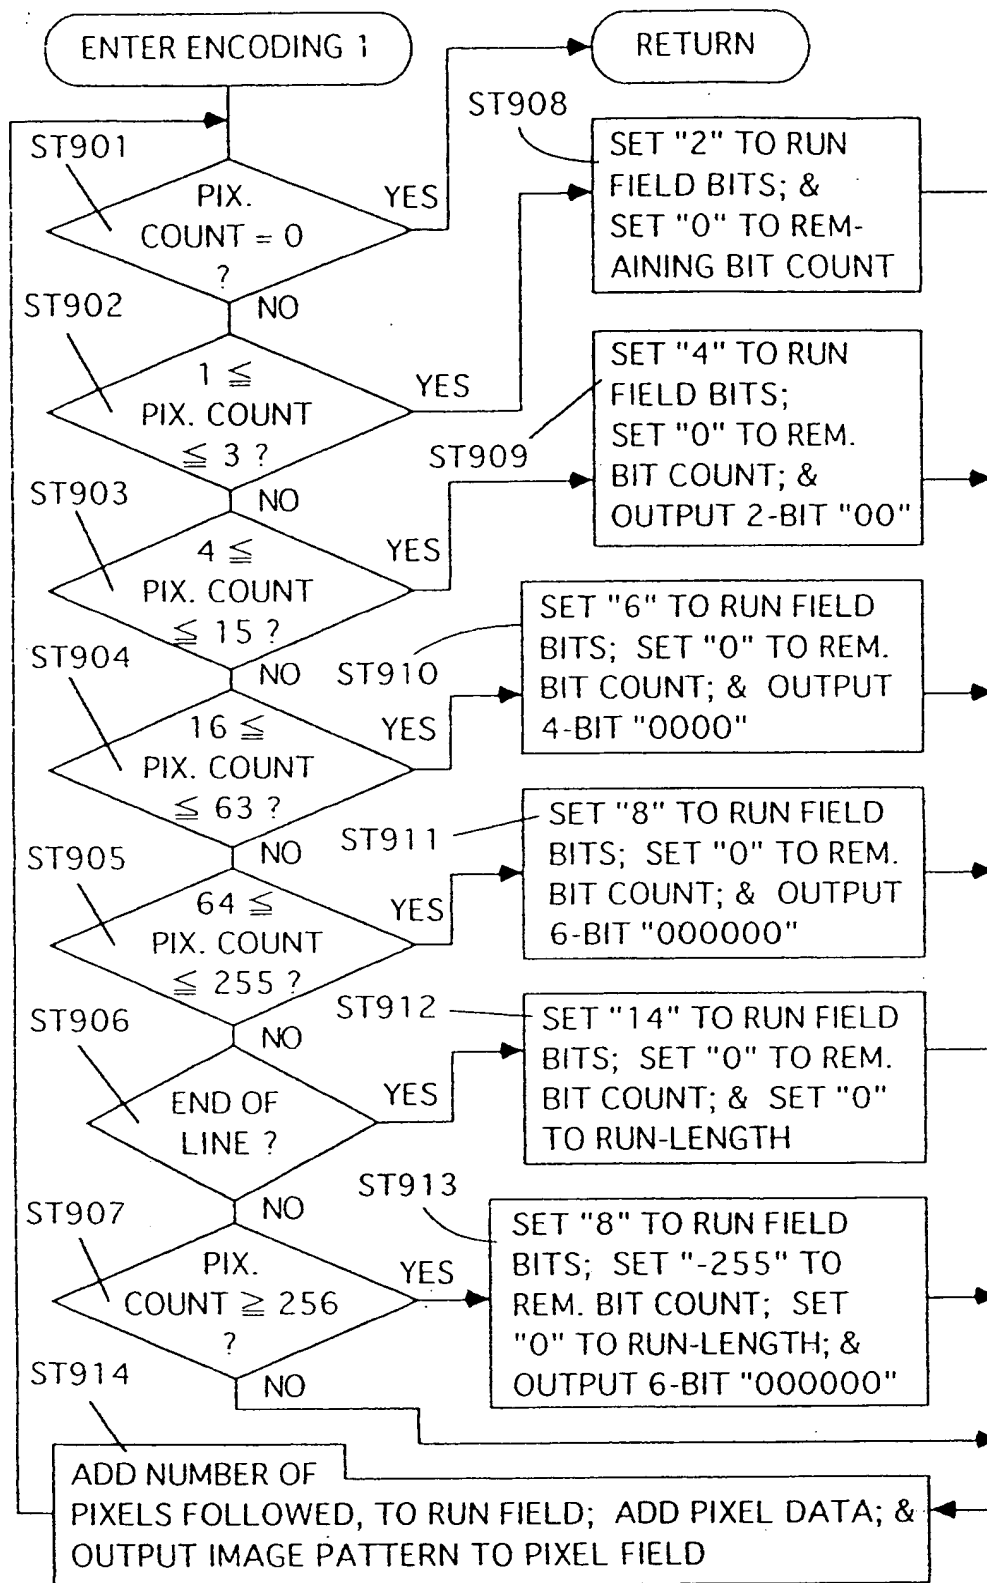 ENTER ENCODING 1
RETURN
ST901
PIX.
COUNT = 0
?
YES
NO
ST908
SET "2" TO RUN
FIELD BITS; &
SET "0" TO REM-
AINING BIT COUNT
ST902
1 ≦
PIX. COUNT
≦ 3 ?
YES
NO
ST909
SET "4" TO RUN
FIELD BITS;
SET "0" TO REM.
BIT COUNT; &
OUTPUT 2-BIT "00"
ST903
4 ≦
PIX. COUNT
≦ 15 ?
YES
NO
ST910
SET "6" TO RUN FIELD
BITS; SET "0" TO REM.
BIT COUNT; & OUTPUT
4-BIT "0000"
ST904
16 ≦
PIX. COUNT
≦ 63 ?
YES
NO
ST911
SET "8" TO RUN FIELD
BITS; SET "0" TO REM.
BIT COUNT; & OUTPUT
6-BIT "000000"
ST905
64 ≦
PIX. COUNT
≦ 255 ?
YES
NO
ST912
SET "14" TO RUN FIELD
BITS; SET "0" TO REM.
BIT COUNT; & SET "0"
TO RUN-LENGTH
ST906
END OF
LINE ?
YES
NO
ST913
SET "8" TO RUN FIELD
BITS; SET "-255" TO
REM. BIT COUNT; SET
"0" TO RUN-LENGTH; &
OUTPUT 6-BIT "000000"
ST907
PIX.
COUNT ≧ 256
?
YES
NO
ST914
ADD NUMBER OF
PIXELS FOLLOWED, TO RUN FIELD; ADD PIXEL DATA; &
OUTPUT IMAGE PATTERN TO PIXEL FIELD